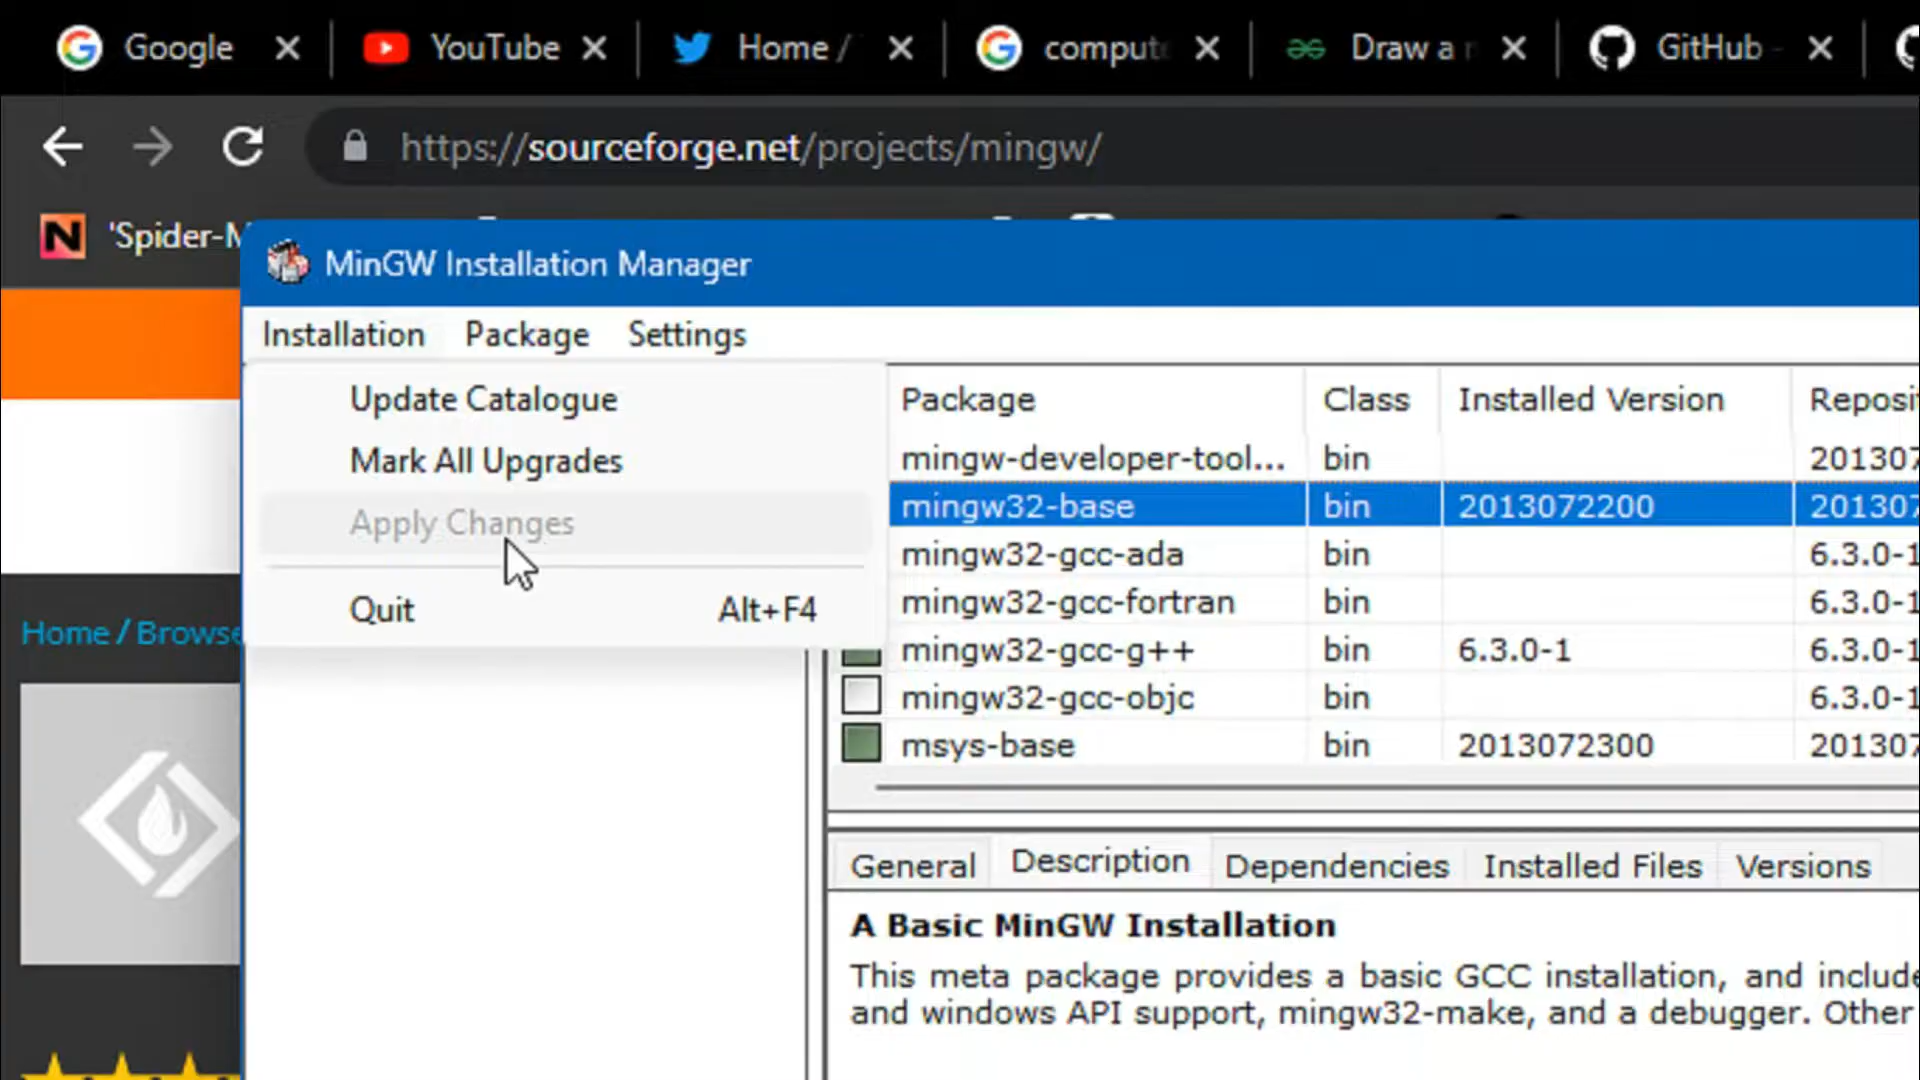 Google
YouTube
Home /
comput
Draw a
GitHub -
https://sourceforge.net/projects/mingw/
N 'Spider-M
MinGW Installation Manager
Installation Package Settings
Update Catalogue
Mark All Upgrades
Apply Changes
Quit Alt+F4
Package Class Installed Version Reposi
mingw-developer-tool... bin 201307
mingw32-base bin 2013072200 201307
mingw32-gcc-ada bin 6.3.0-1
mingw32-gcc-fortran bin 6.3.0-1
mingw32-gcc-g++ bin 6.3.0-1 6.3.0-1
mingw32-gcc-objc bin 6.3.0-1
msys-base bin 2013072300 201307
Home / Browse
General Description Dependencies Installed Files Versions
A Basic MinGW Installation
This meta package provides a basic GCC installation, and include
and windows API support, mingw32-make, and a debugger. Other